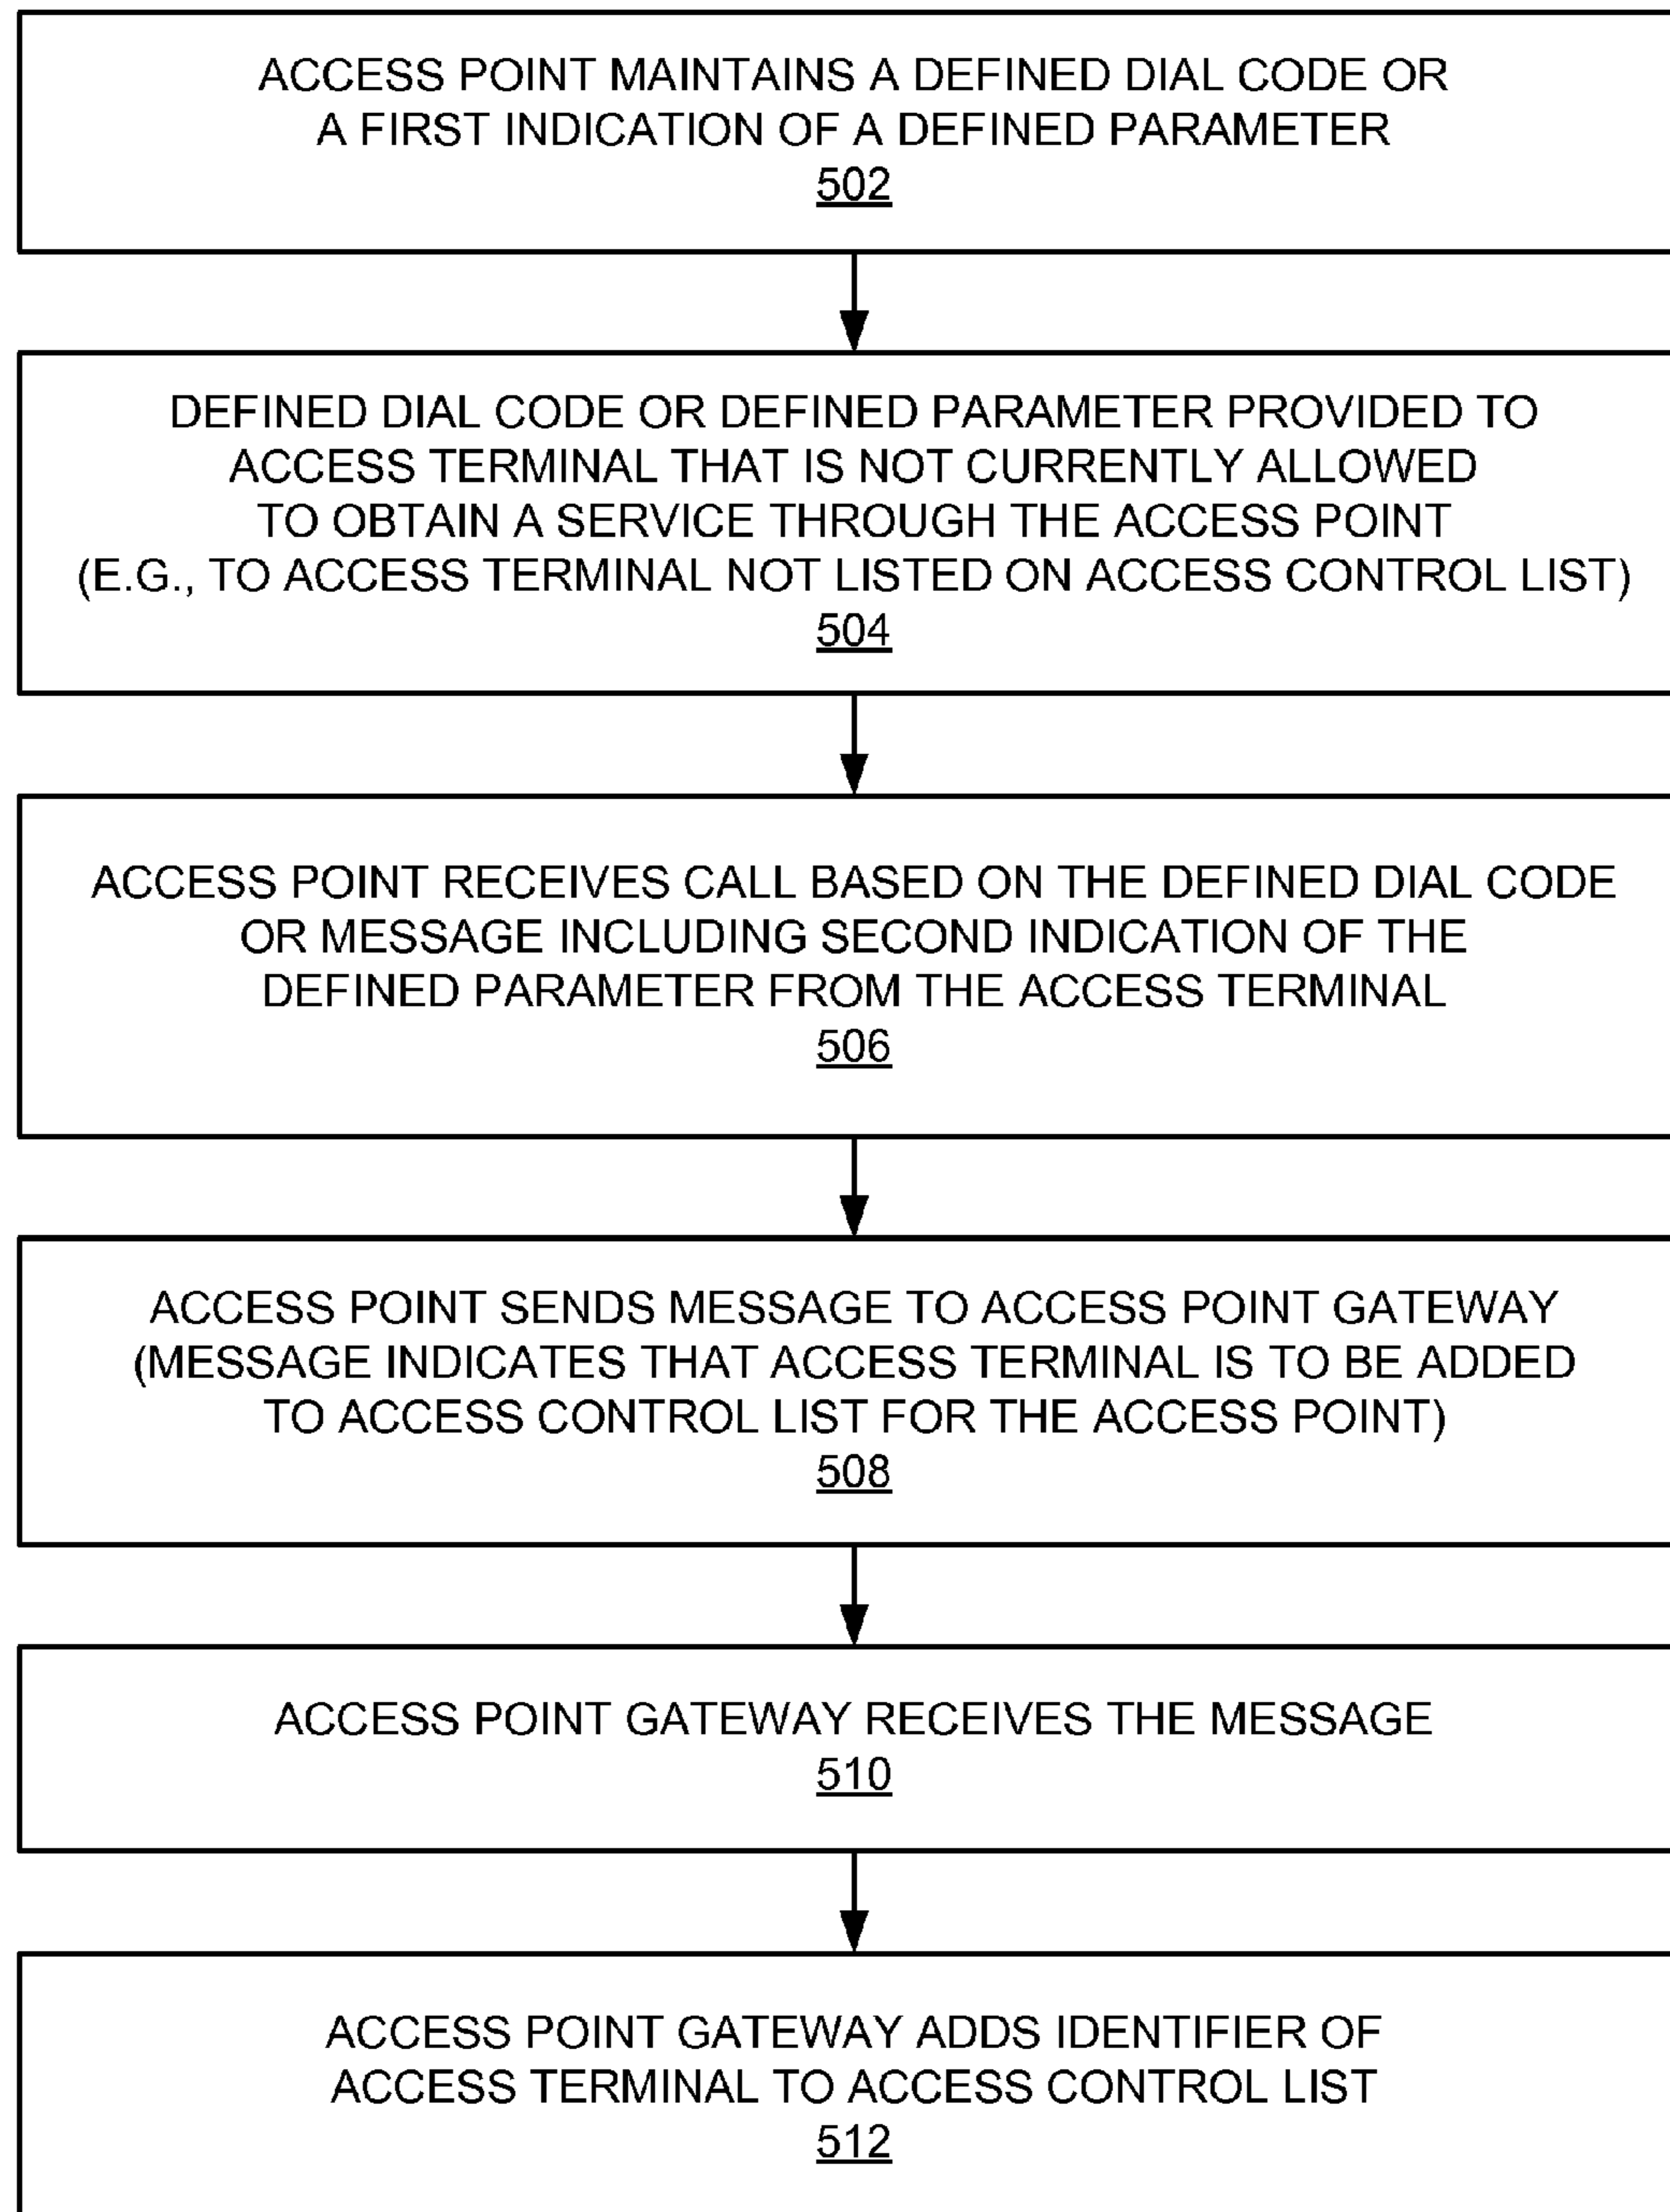 ACCESS POINT MAINTAINS A DEFINED DIAL CODE OR
A FIRST INDICATION OF A DEFINED PARAMETER
502
DEFINED DIAL CODE OR DEFINED PARAMETER PROVIDED TO
ACCESS TERMINAL THAT IS NOT CURRENTLY ALLOWED
TO OBTAIN A SERVICE THROUGH THE ACCESS POINT
(E.G., TO ACCESS TERMINAL NOT LISTED ON ACCESS CONTROL LIST)
504
ACCESS POINT RECEIVES CALL BASED ON THE DEFINED DIAL CODE
OR MESSAGE INCLUDING SECOND INDICATION OF THE
DEFINED PARAMETER FROM THE ACCESS TERMINAL
506
ACCESS POINT SENDS MESSAGE TO ACCESS POINT GATEWAY
(MESSAGE INDICATES THAT ACCESS TERMINAL IS TO BE ADDED
TO ACCESS CONTROL LIST FOR THE ACCESS POINT)
508
ACCESS POINT GATEWAY RECEIVES THE MESSAGE
510
ACCESS POINT GATEWAY ADDS IDENTIFIER OF
ACCESS TERMINAL TO ACCESS CONTROL LIST
512